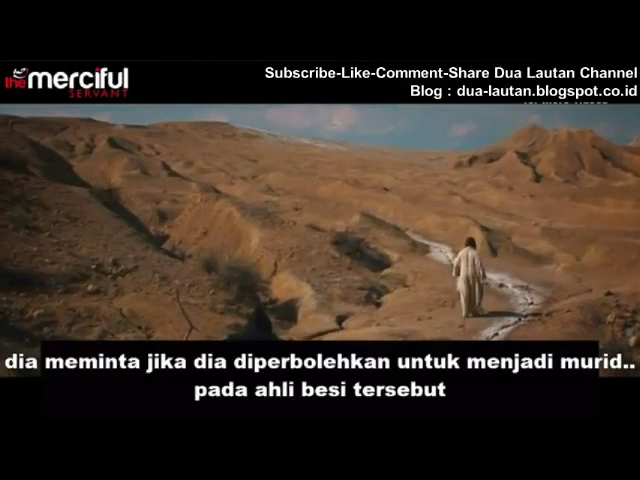 the merciful
SERVANT
Subscribe-Like-Comment-Share Dua Lautan Channel
Blog : dua-lautan.blogspot.co.id
dia meminta jika dia diperbolehkan untuk menjadi murid..
pada ahli besi tersebut